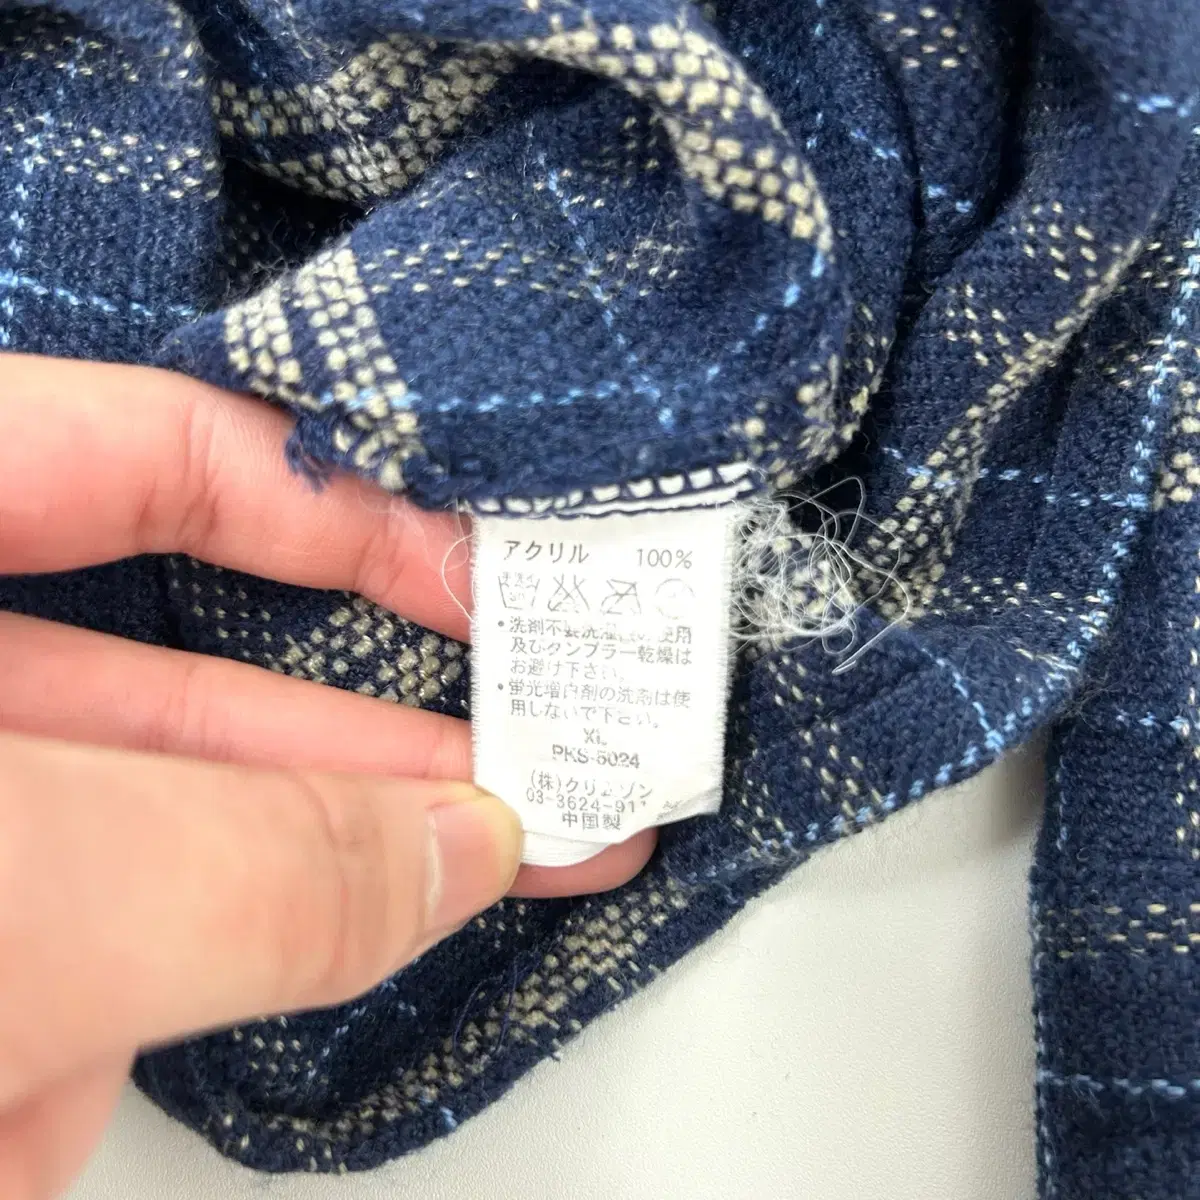 アクリル 100%
・洗剤不要洗濯 使用
及びタンブラー乾燥は
お避け下さい。
・蛍光増白剤の洗剤は使
用しないで下さい。
XL
PKS-5024
(株)クリムゾン
03-3624-911
中国製